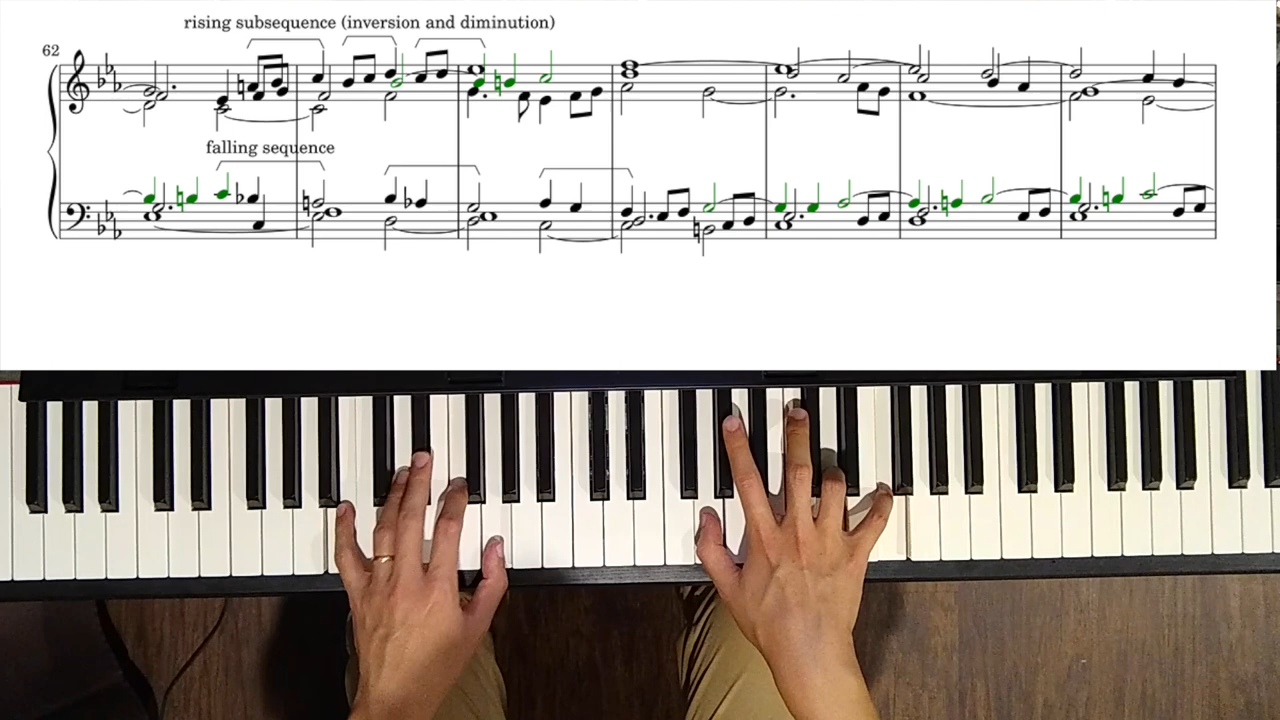 rising subsequence (inversion and diminution)
62
falling sequence